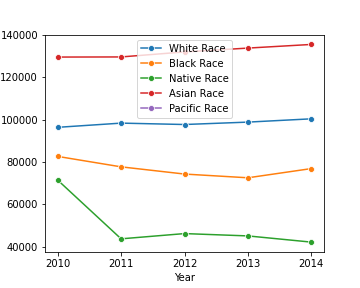 140000
120000
100000
80000
60000
40000
White Race
Black Race
Native Race
Asian Race
Pacific Race
2010 2011 2012 2013 2014
Year